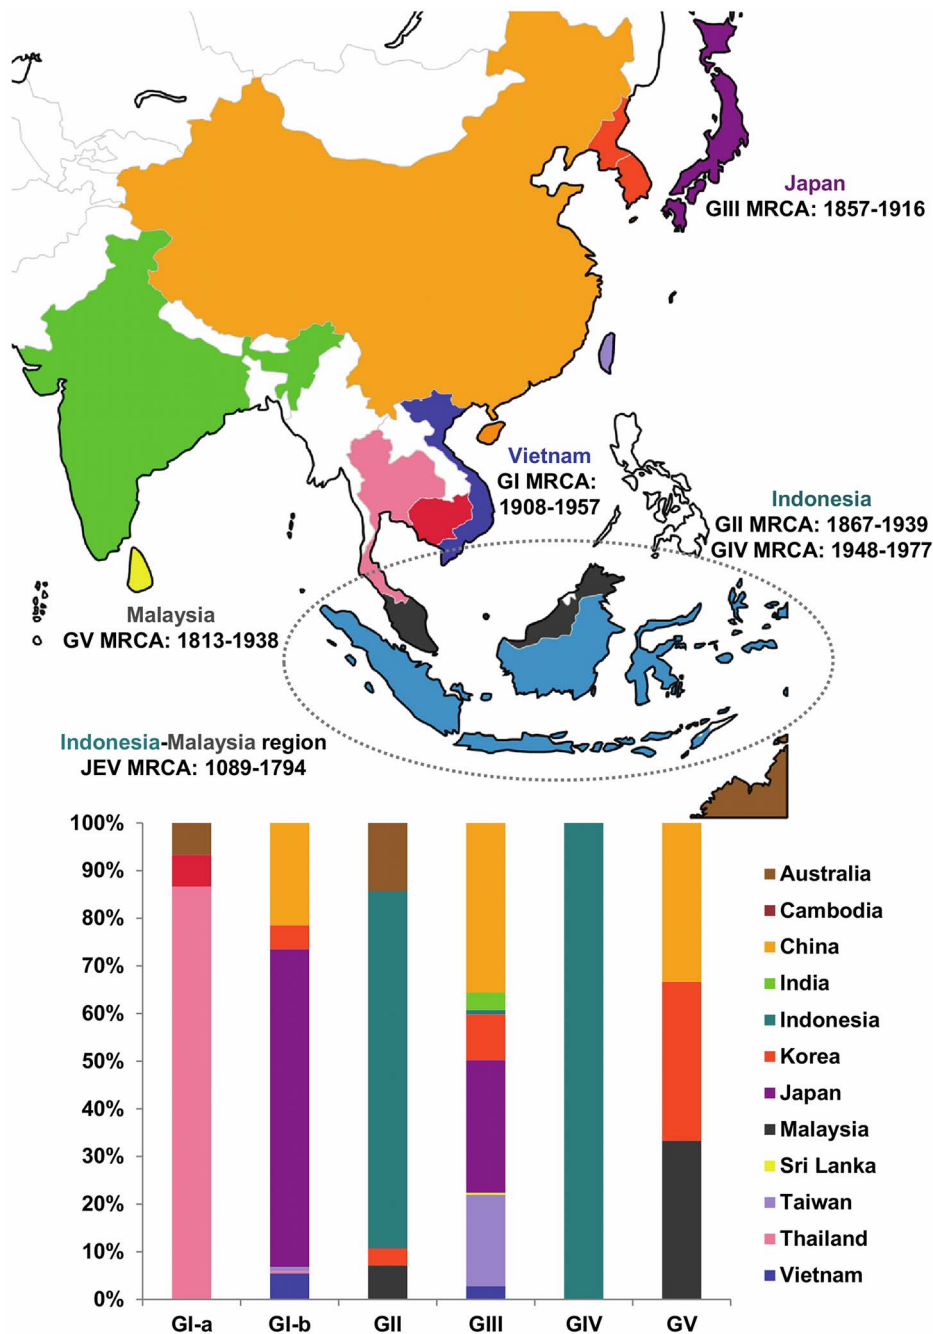 Japan
GIII MRCA: 1857-1916
Vietnam
GI MRCA:
1908-1957
Indonesia
GII MRCA: 1867-1939
GIV MRCA: 1948-1977
Malaysia
GV MRCA: 1813-1938
Indonesia-Malaysia region
JEV MRCA: 1089-1794
100%
90%
80%
70%
60%
50%
40%
30%
20%
10%
0%
GI-a GI-b GII GIII GIV GV
Australia
Cambodia
China
India
Indonesia
Korea
Japan
Malaysia
Sri Lanka
Taiwan
Thailand
Vietnam